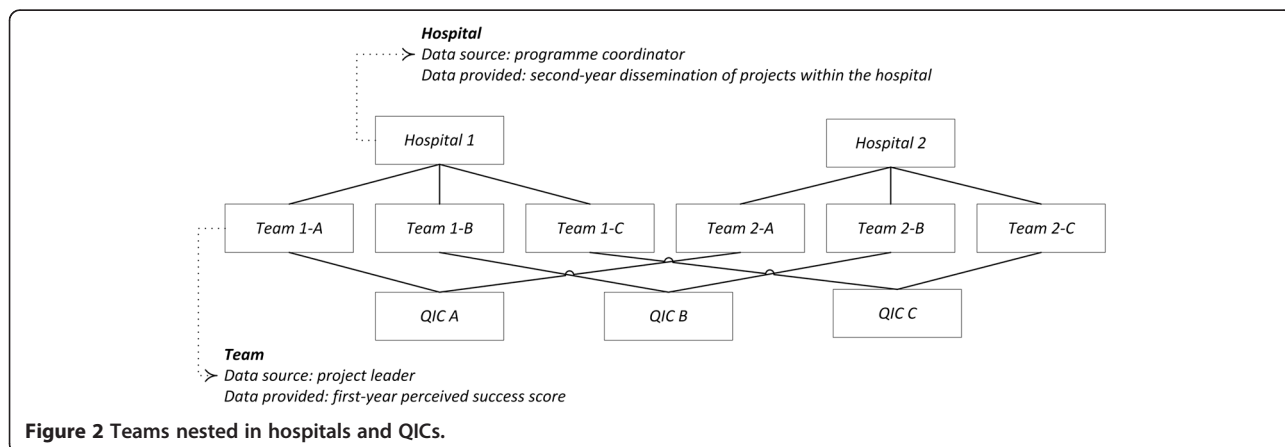 Hospital
Data source: programme coordinator
Data provided: second-year dissemination of projects within the hospital
Hospital 1
Hospital 2
Team 1-A
Team 1-B
Team 1-C
Team 2-A
Team 2-B
Team 2-C
QIC A
QIC B
QIC C
Team
Data source: project leader
Data provided: first-year perceived success score
Figure 2 Teams nested in hospitals and QICs.